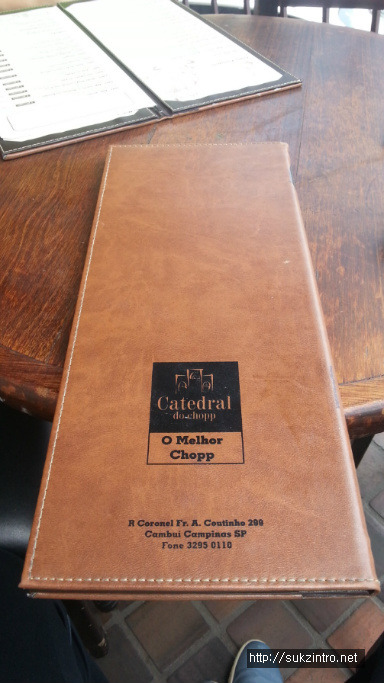 Catedral
do chopp
O Melhor
Chopp
R Coronel Fr. A. Coutinho 299
Cambui Campinas SP
Fone 3295 0110
http://sukzintro.net